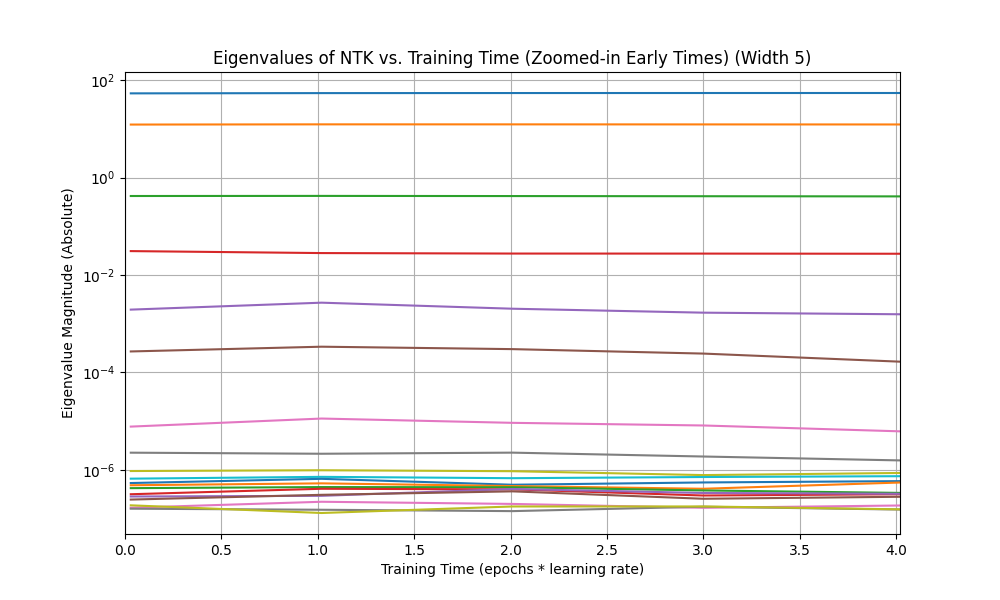 Eigenvalues of NTK vs. Training Time (Zoomed-in Early Times) (Width 5)
Eigenvalue Magnitude (Absolute)
10²
10⁰
10⁻²
10⁻⁴
10⁻⁶
0.0 0.5 1.0 1.5 2.0 2.5 3.0 3.5 4.0
Training Time (epochs * learning rate)